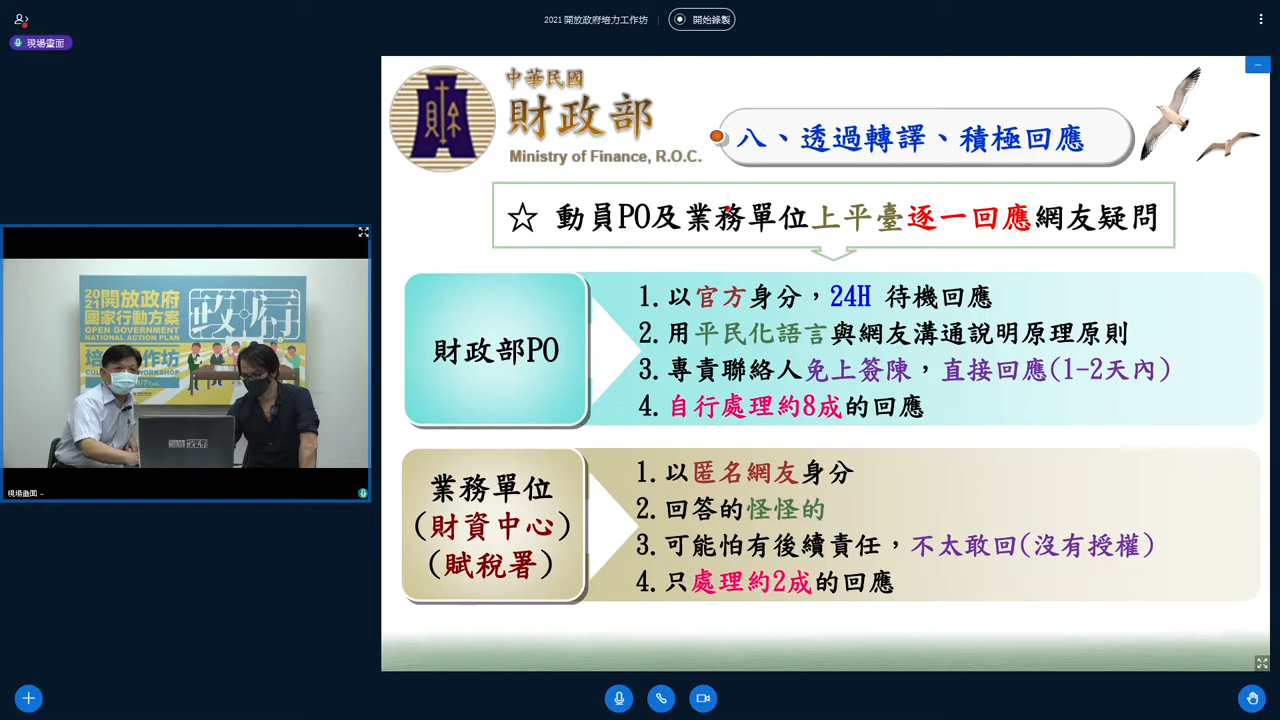 2021 開放政府培力工作坊
開始錄製
現場畫面
中華民國
財政部
Ministry of Finance, R.O.C.
八、透過轉譯、積極回應
☆ 動員PO及業務單位上平臺逐一回應網友疑問
財政部PO
1. 以官方身分，24H 待機回應
2. 用平民化語言與網友溝通說明原理原則
3. 專責聯絡人免上簽陳，直接回應(1-2天內)
4. 自行處理約8成的回應
業務單位
(財資中心)
(賦稅署)
1. 以匿名網友身分
2. 回答的怪怪的
3. 可能怕有後續責任，不太敢回(沒有授權)
4. 只處理約2成的回應
2021開放政府
國家行動方案
OPEN GOVERNMENT
NATIONAL ACTION PLAN
現場畫面 -